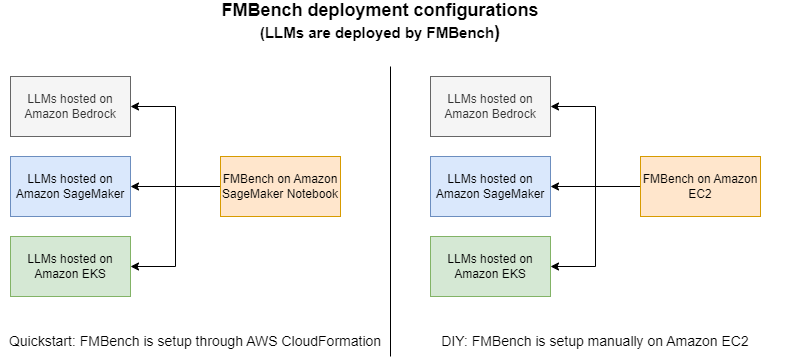 FMBench deployment configurations
(LLMs are deployed by FMBench)
LLMs hosted on
Amazon Bedrock
LLMs hosted on
Amazon SageMaker
FMBench on Amazon
SageMaker Notebook
LLMs hosted on
Amazon EKS
Quickstart: FMBench is setup through AWS CloudFormation
LLMs hosted on
Amazon Bedrock
LLMs hosted on
Amazon SageMaker
FMBench on Amazon
EC2
LLMs hosted on
Amazon EKS
DIY: FMBench is setup manually on Amazon EC2